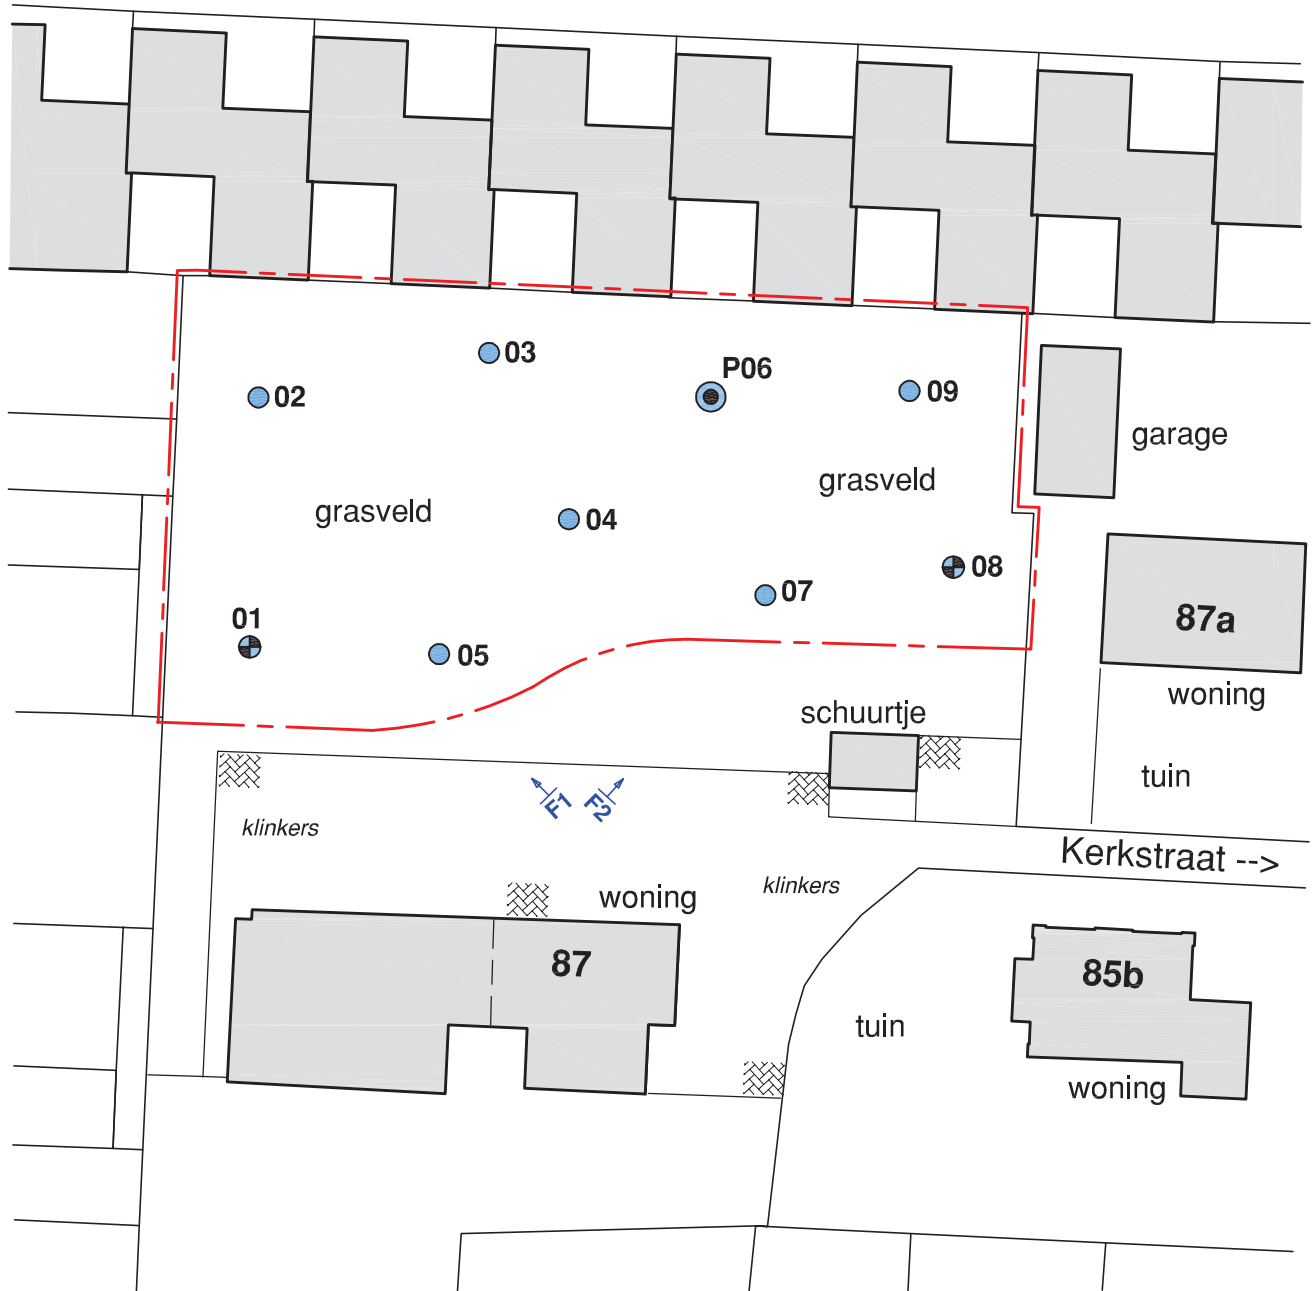 03
P06
02
09
garage
grasveld
grasveld
04
08
07
01
87a
05
woning
schuurtje
tuin
F1
F2
klinkers
Kerkstraat -->
klinkers
woning
87
85b
tuin
woning